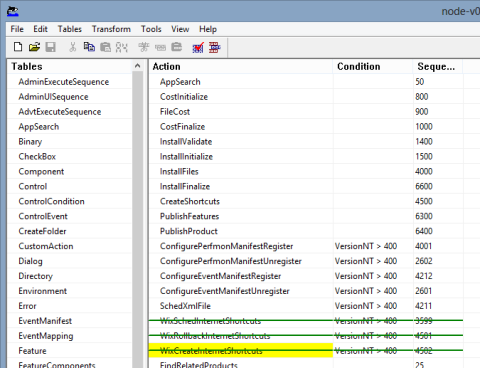 node-v0
File Edit Tables Transform Tools View Help
Tables Action Condition Seque...
AdminExecuteSequence AppSearch 50
AdminUISequence CostInitialize 800
AdvtExecuteSequence FileCost 900
AppSearch CostFinalize 1000
Binary InstallValidate 1400
CheckBox InstallInitialize 1500
Component InstallFiles 4000
Control InstallFinalize 6600
ControlCondition CreateShortcuts 4500
ControlEvent PublishFeatures 6300
CreateFolder PublishProduct 6400
CustomAction ConfigurePerfmonManifestRegister VersionNT > 400 4001
Dialog ConfigurePerfmonManifestUnregister VersionNT > 400 2602
Directory ConfigureEventManifestRegister VersionNT > 400 4212
Environment ConfigureEventManifestUnregister VersionNT > 400 2601
Error SchedXmlFile VersionNT > 400 4211
EventManifest WixSchedInternetShortcuts VersionNT > 400 3599
EventMapping WixRollbackInternetShortcuts VersionNT > 400 4501
Feature WixCreateInternetShortcuts VersionNT > 400 4502
FeatureComponents FindRelatedProducts 25